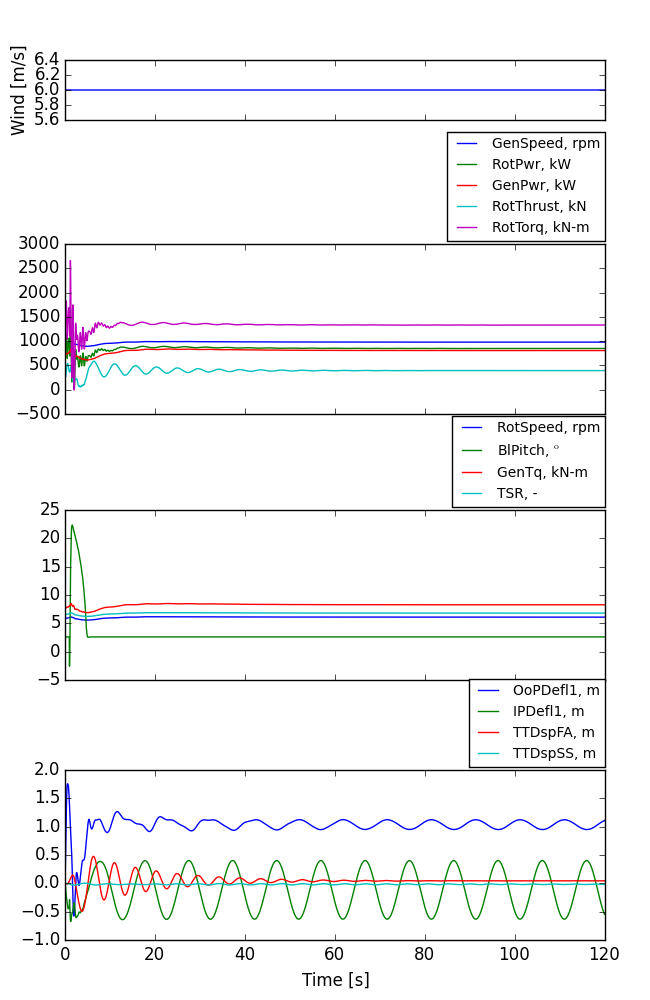 Wind [m/s]
6.4
6.2
6.0
5.8
5.6
GenSpeed, rpm
RotPwr, kW
GenPwr, kW
RotThrust, kN
RotTorq, kN-m
3000
2500
2000
1500
1000
500
0
−500
RotSpeed, rpm
BlPitch, °
GenTq, kN-m
TSR, -
25
20
15
10
5
0
−5
OoPDefl1, m
IPDefl1, m
TTDspFA, m
TTDspSS, m
2.0
1.5
1.0
0.5
0.0
−0.5
−1.0
0 20 40 60 80 100 120
Time [s]